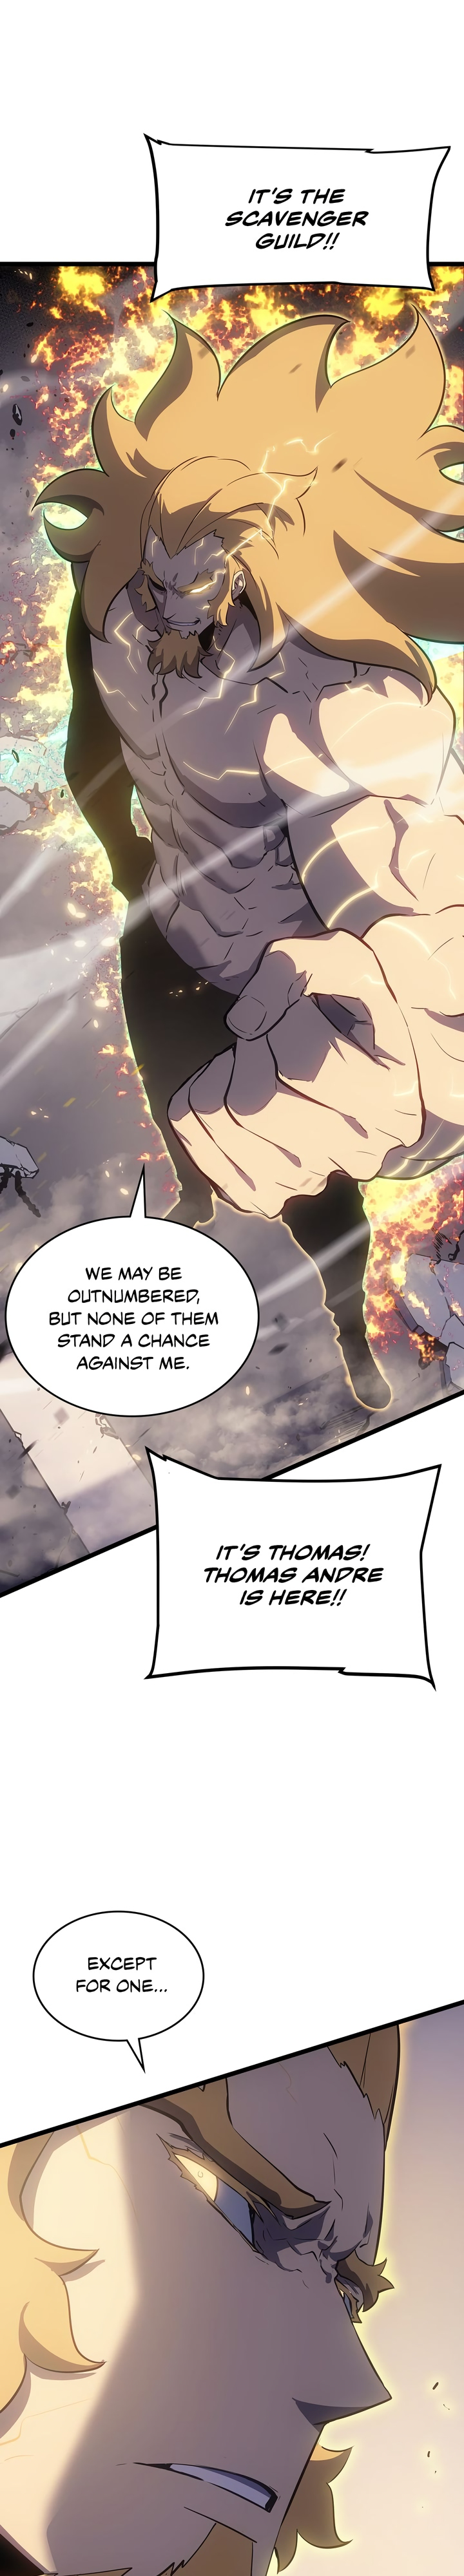 IT'S THE
SCAVENGER
GUILD!!
WE MAY BE
OUTNUMBERED,
BUT NONE OF THEM
STAND A CHANCE
AGAINST ME.
IT'S THOMAS!
THOMAS ANDRE
IS HERE!!
EXCEPT
FOR ONE...